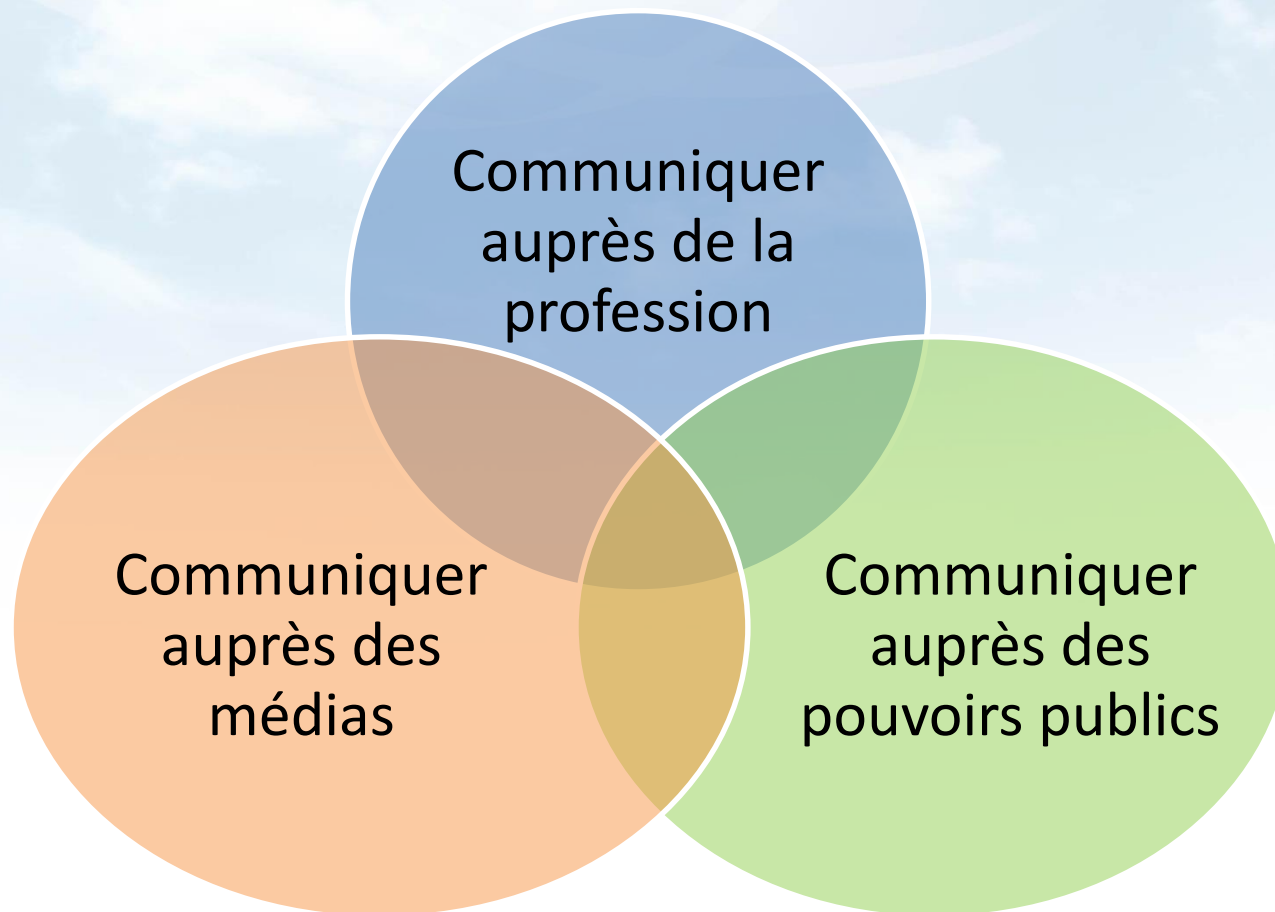 Communiquer
auprès de la
profession
Communiquer
auprès des
médias
Communiquer
auprès des
pouvoirs publics